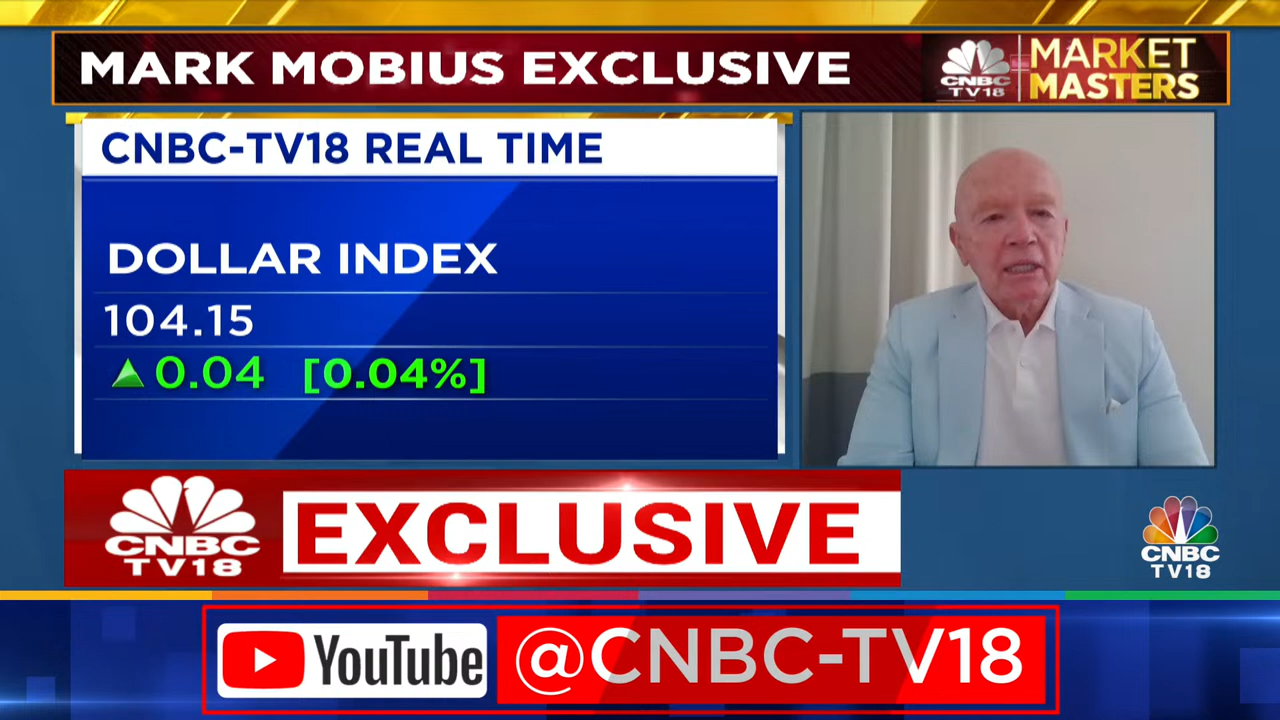 MARK MOBIUS EXCLUSIVE
CNBC
TV18
MARKET
MASTERS
CNBC-TV18 REAL TIME
DOLLAR INDEX
104.15
▲ 0.04 [0.04%]
CNBC
TV18
EXCLUSIVE
CNBC
TV18
YouTube
@CNBC-TV18